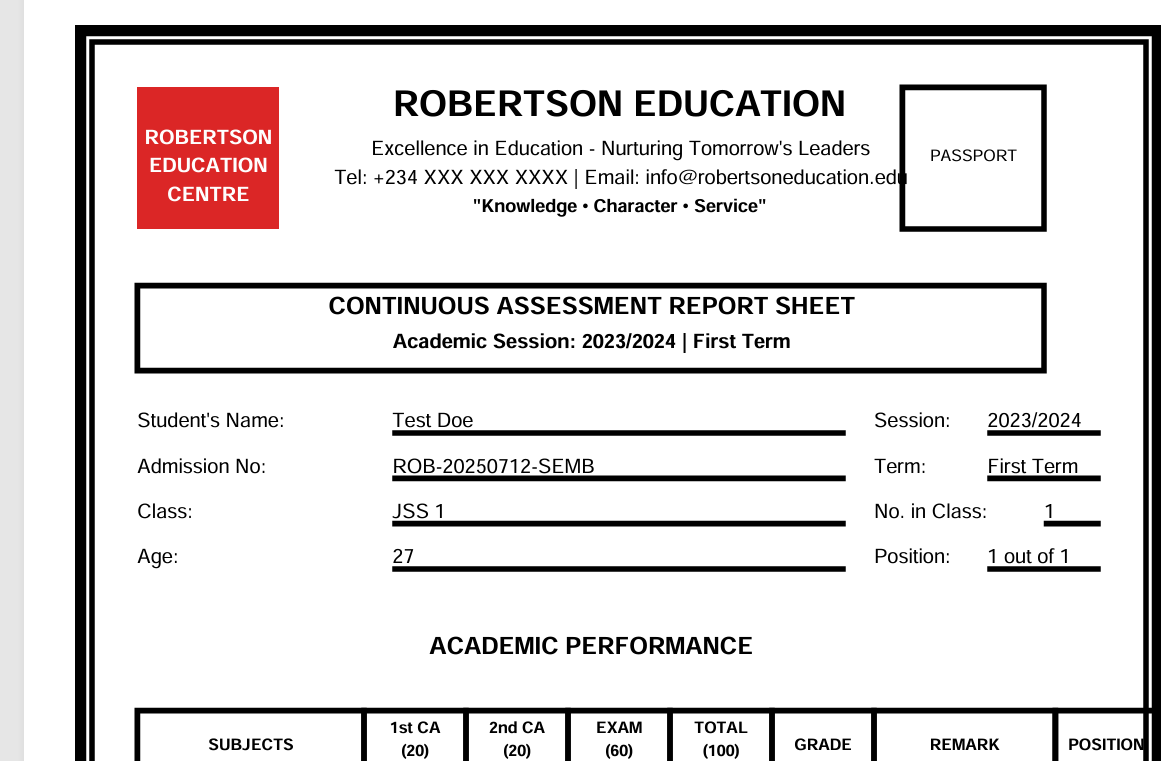 ROBERTSON
EDUCATION
CENTRE
ROBERTSON EDUCATION
Excellence in Education - Nurturing Tomorrow's Leaders
Tel: +234 XXX XXX XXXX | Email: info@robertsoneducation.edu
"Knowledge • Character • Service"
PASSPORT
CONTINUOUS ASSESSMENT REPORT SHEET
Academic Session: 2023/2024 | First Term
Student's Name: Test Doe Session: 2023/2024
Admission No: ROB-20250712-SEMB Term: First Term
Class: JSS 1 No. in Class: 1
Age: 27 Position: 1 out of 1
ACADEMIC PERFORMANCE
SUBJECTS 1st CA (20) 2nd CA (20) EXAM (60) TOTAL (100) GRADE REMARK POSITION